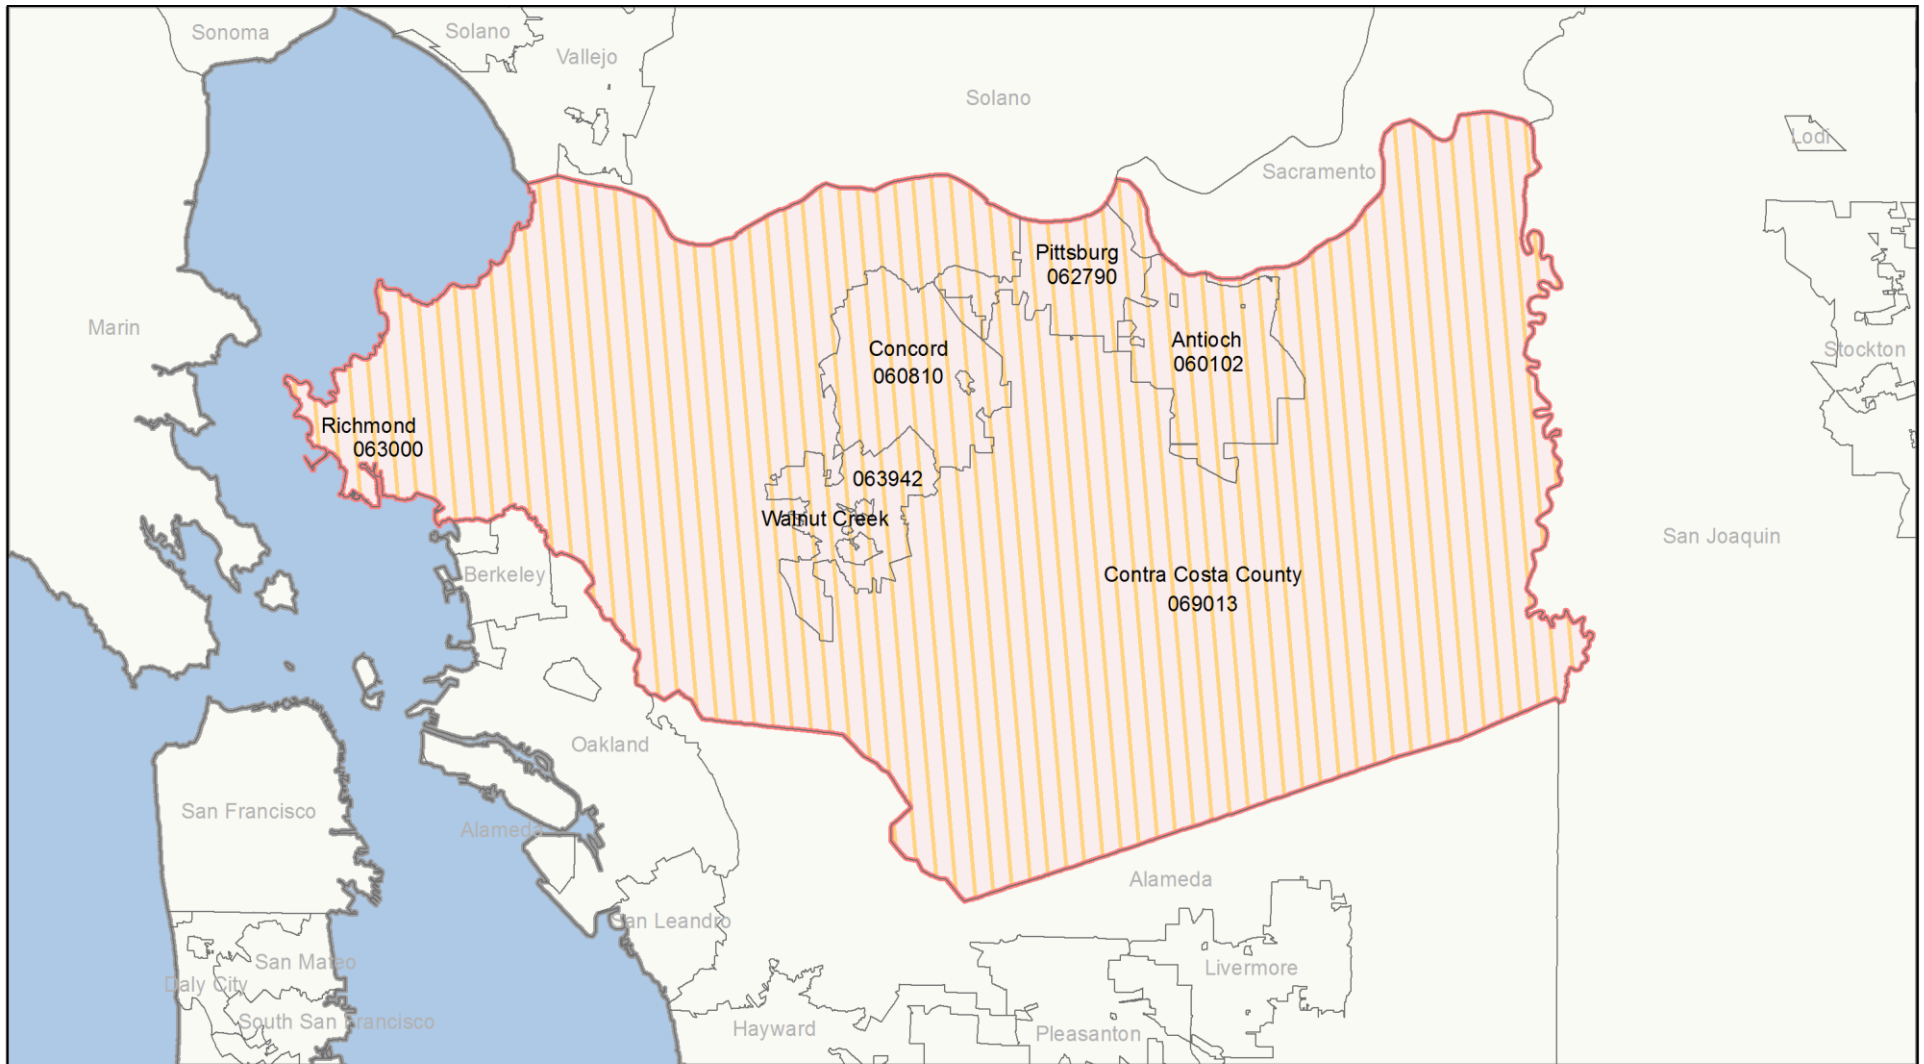 Sonoma
Solano
Vallejo
Solano
Lodi
Sacramento
Pittsburg
062790
Marin
Antioch
060102
Concord
060810
Stockton
Richmond
063000
063942
Walnut Creek
San Joaquin
Berkeley
Contra Costa County
069013
Oakland
San Francisco
Alameda
Alameda
San Leandro
San Mateo
Livermore
Daly City
South San Francisco
Hayward
Pleasanton